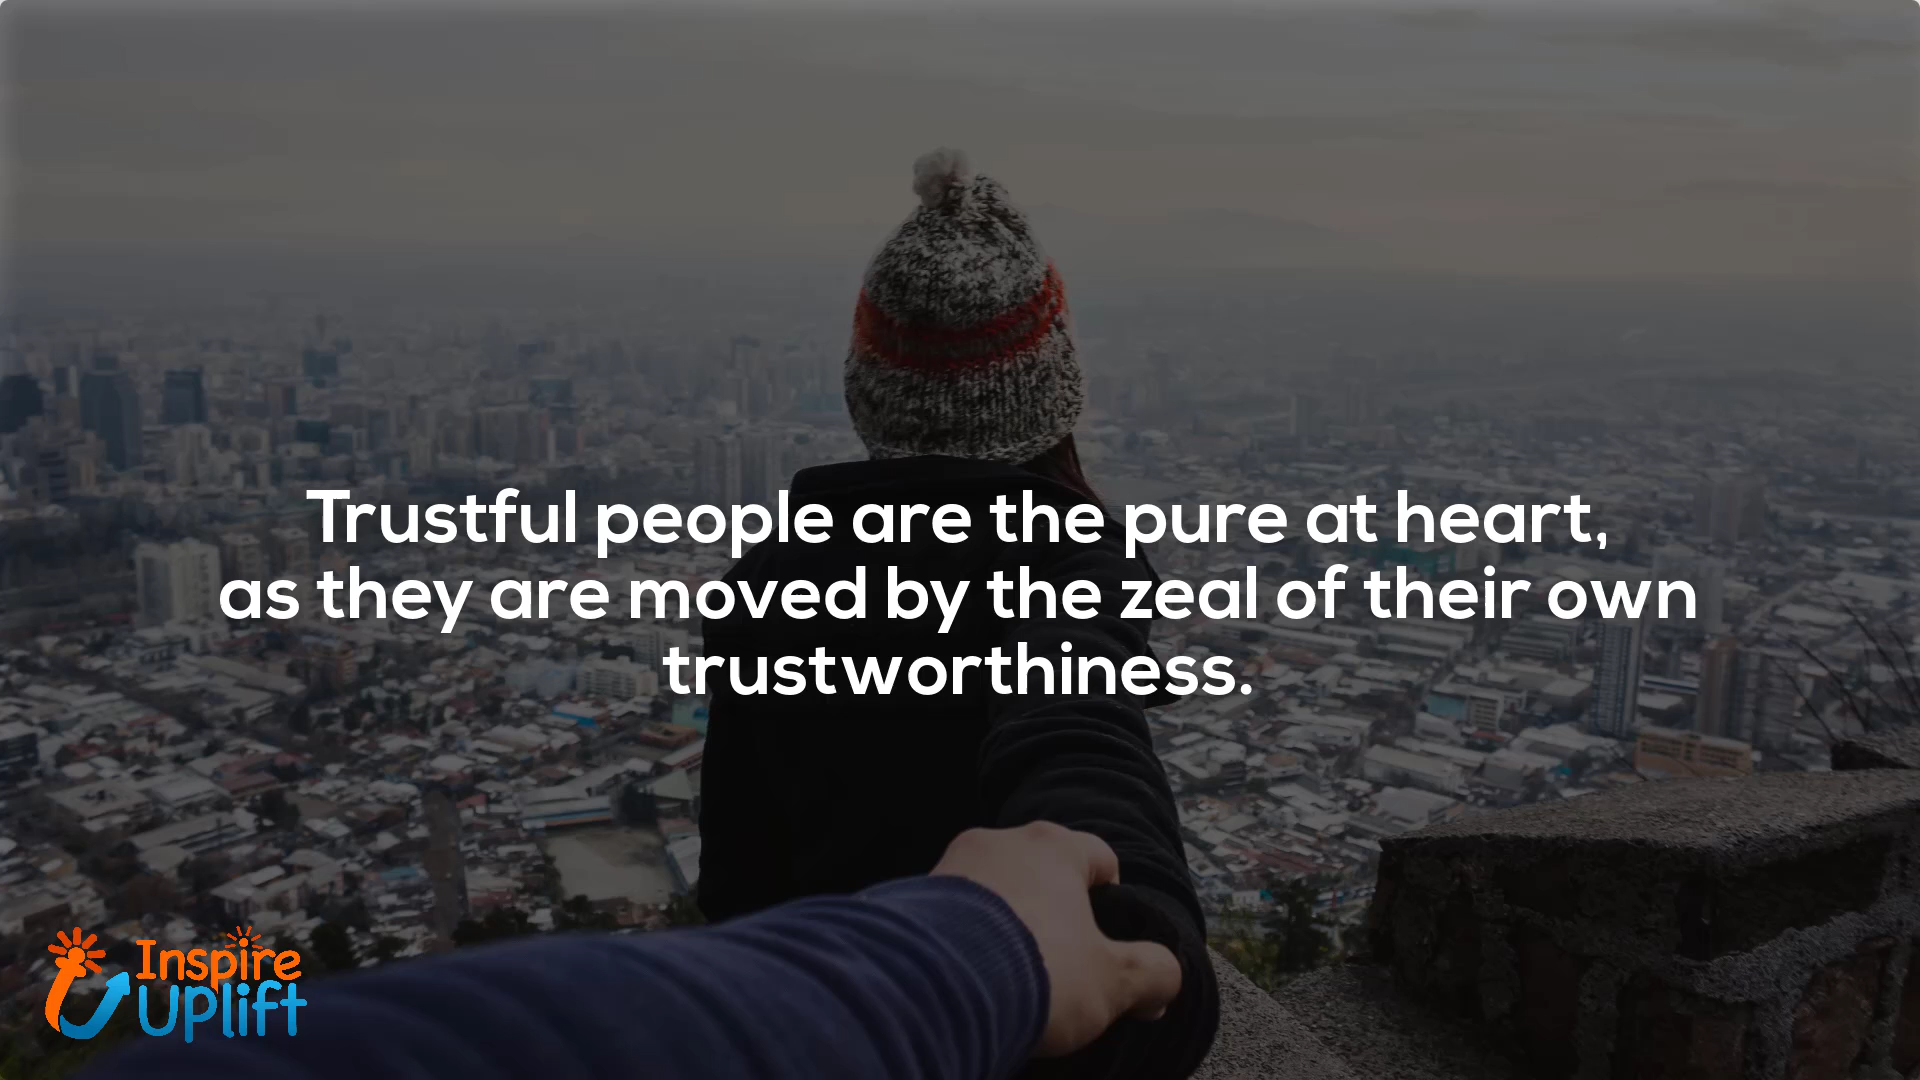 Trustful people are the pure at heart,
as they are moved by the zeal of their own
trustworthiness.
Inspire
Uplift